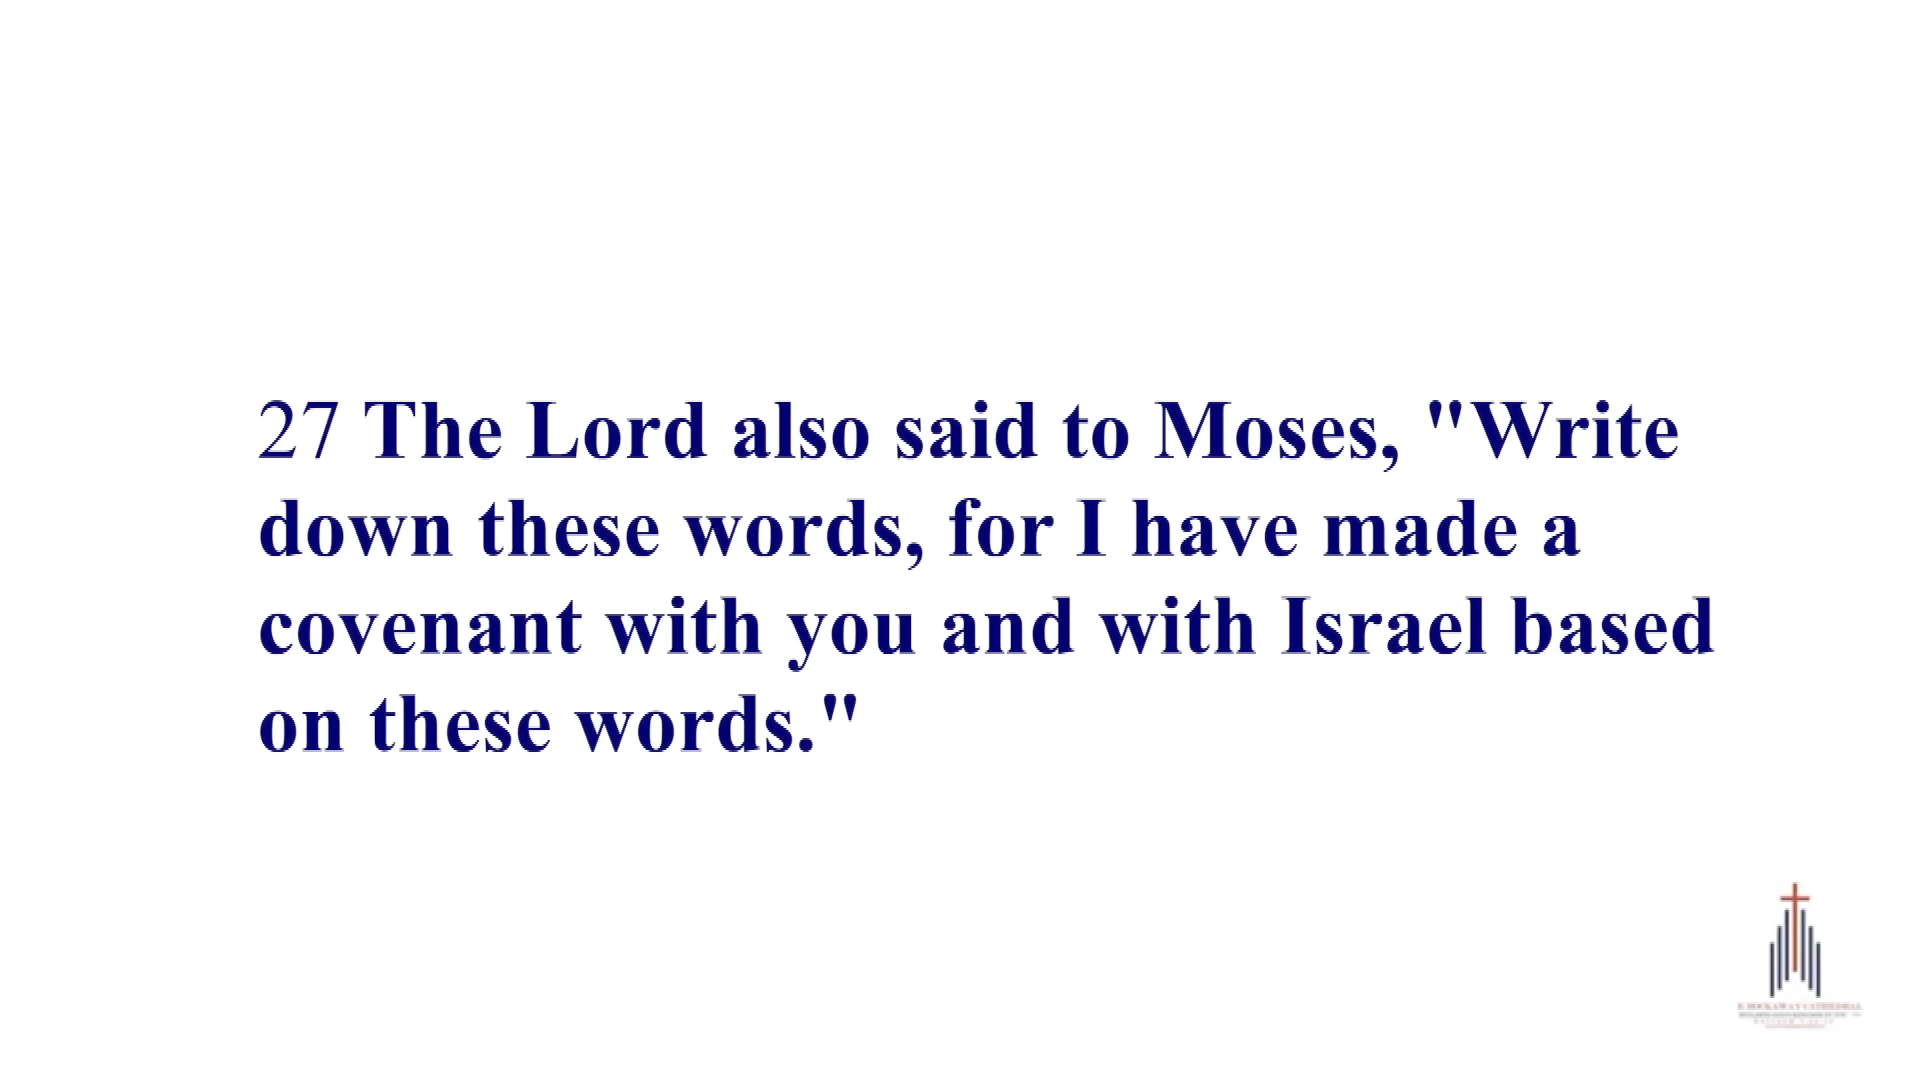 27 The Lord also said to Moses, "Write
down these words, for I have made a
covenant with you and with Israel based
on these words."
CATHEDRAL